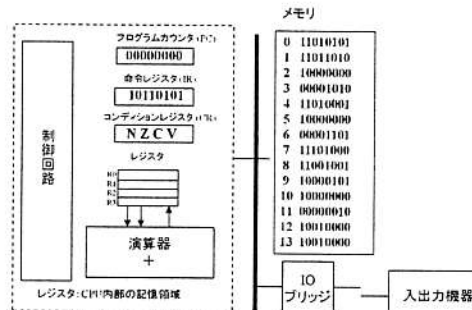 メモリ
プログラムカウンタ(PC)
00000000
命令レジスタ(IR)
10110101
コンディションレジスタ(CR)
N Z C V
レジスタ
R0
R1
R2
R3
制御回路
演算器
+
レジスタ:CPU内部の記憶領域
0 11010101
1 11011010
2 10000000
3 00001010
4 11010001
5 10000000
6 00001101
7 11101000
8 11001001
9 10000101
10 10000000
11 00000010
12 10010000
13 10010000
IO
ブリッジ
入出力機器